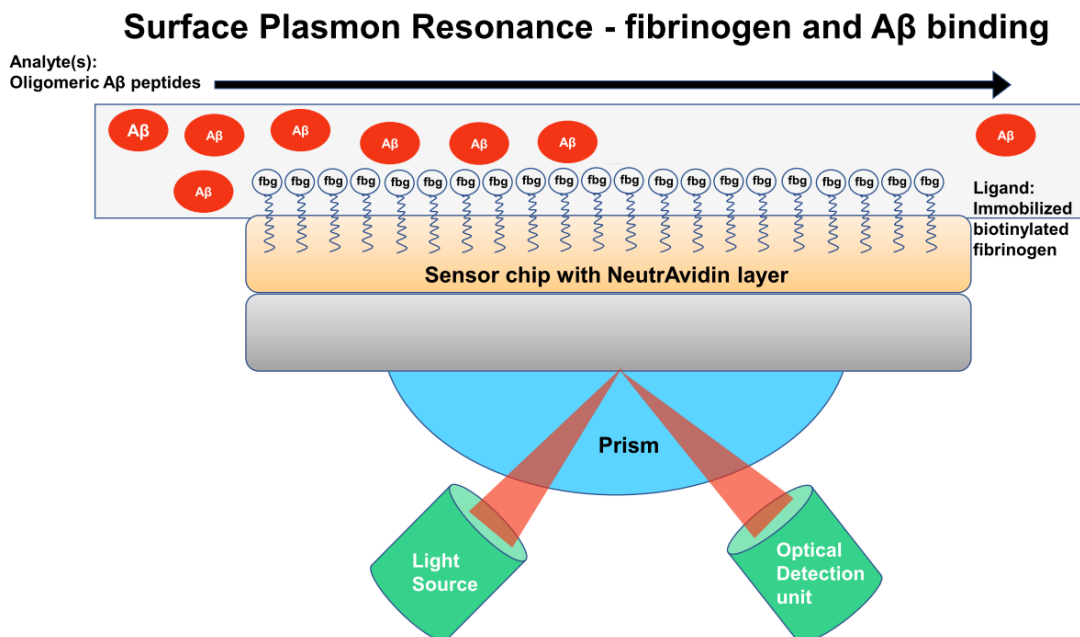 Surface Plasmon Resonance - fibrinogen and Aβ binding
Analyte(s):
Oligomeric Aβ peptides
Aβ Aβ Aβ Aβ Aβ Aβ Aβ
Aβ
fbg fbg fbg fbg fbg fbg fbg fbg fbg fbg fbg fbg fbg fbg fbg fbg fbg fbg fbg fbg fbg
Ligand:
Immobilized
biotinylated
fibrinogen
Sensor chip with NeutrAvidin layer
Prism
Light
Source
Optical
Detection
unit